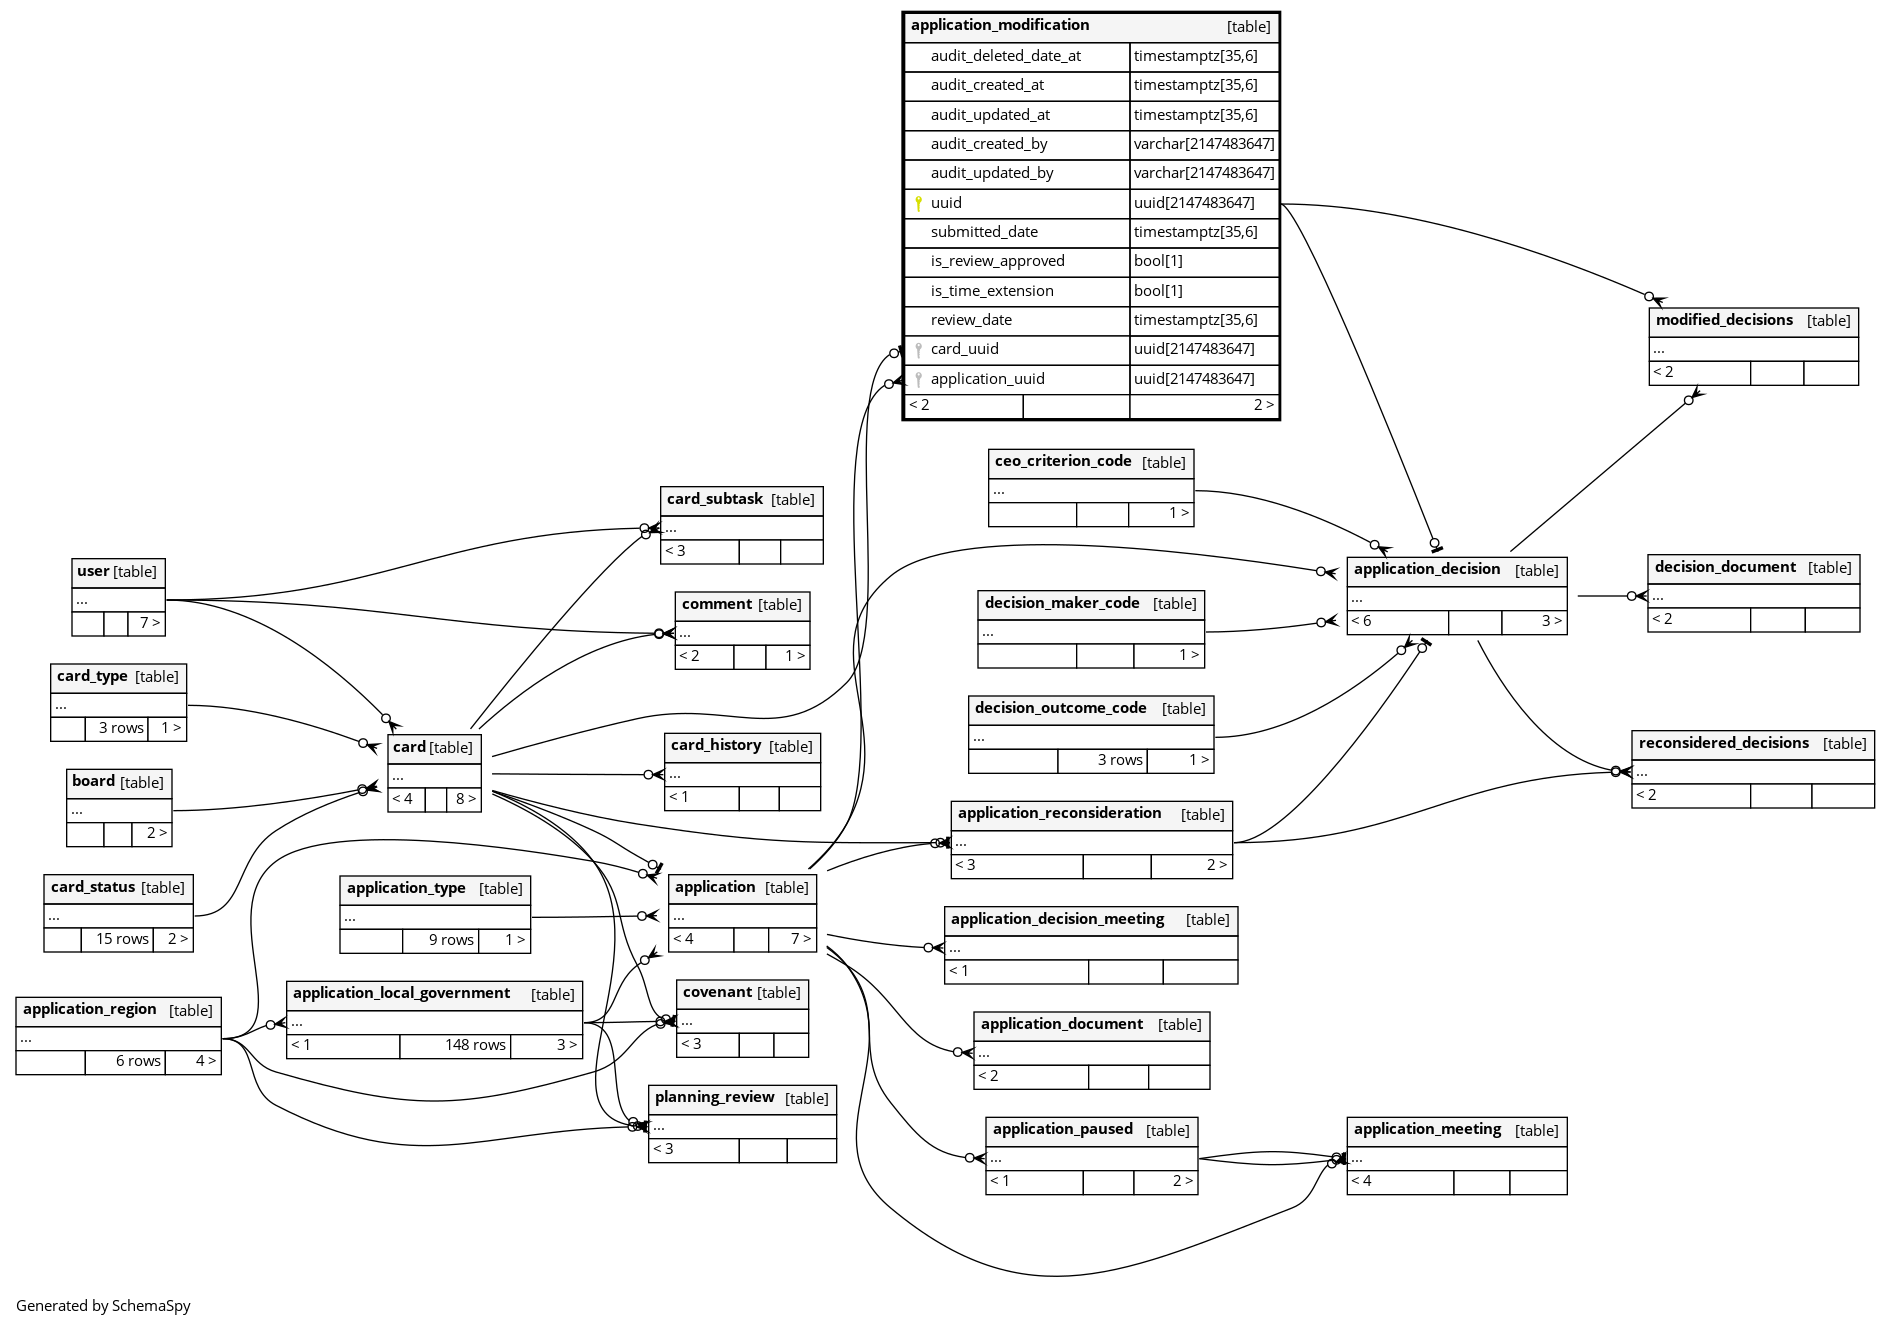 application_modification [table]
audit_deleted_date_at timestamptz[35,6]
audit_created_at timestamptz[35,6]
audit_updated_at timestamptz[35,6]
audit_created_by varchar[2147483647]
audit_updated_by varchar[2147483647]
uuid uuid[2147483647]
submitted_date timestamptz[35,6]
is_review_approved bool[1]
is_time_extension bool[1]
review_date timestamptz[35,6]
card_uuid uuid[2147483647]
application_uuid uuid[2147483647]
< 2 2 >
modified_decisions [table]
...
< 2
ceo_criterion_code [table]
...
1 >
card_subtask [table]
...
< 3
user [table]
...
7 >
application_decision [table]
...
< 6 3 >
decision_document [table]
...
< 2
comment [table]
...
< 2 1 >
decision_maker_code [table]
...
1 >
card_type [table]
...
3 rows 1 >
decision_outcome_code [table]
...
3 rows 1 >
card [table]
...
< 4 8 >
card_history [table]
...
< 1
reconsidered_decisions [table]
...
< 2
board [table]
...
2 >
application_reconsideration [table]
...
< 3 2 >
card_status [table]
...
15 rows 2 >
application_type [table]
...
9 rows 1 >
application [table]
...
< 4 7 >
application_decision_meeting [table]
...
< 1
application_region [table]
...
6 rows 4 >
application_local_government [table]
...
< 1 148 rows 3 >
covenant [table]
...
< 3
application_document [table]
...
< 2
planning_review [table]
...
< 3
application_paused [table]
...
< 1 2 >
application_meeting [table]
...
< 4
Generated by SchemaSpy